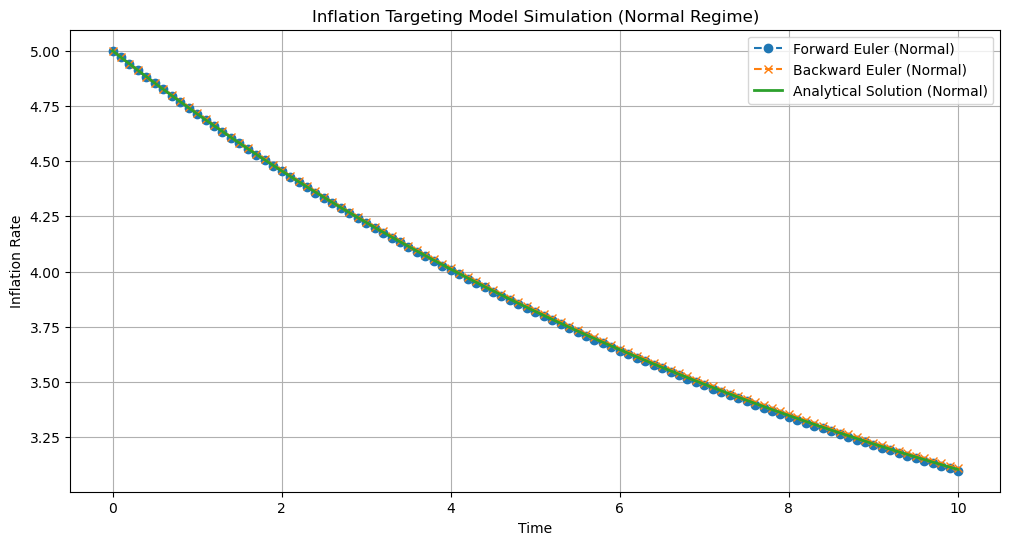 Inflation Targeting Model Simulation (Normal Regime)
Forward Euler (Normal)
Backward Euler (Normal)
Analytical Solution (Normal)
Inflation Rate
5.00
4.75
4.50
4.25
4.00
3.75
3.50
3.25
0 2 4 6 8 10
Time